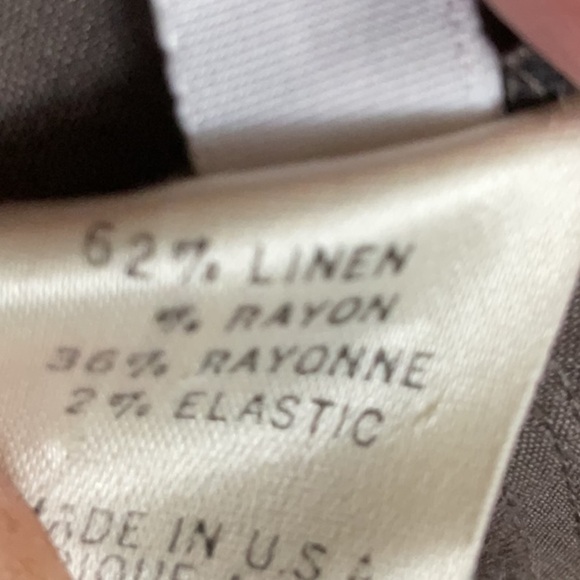 62% LINEN
% RAYON
36% RAYONNE
2% ELASTIC
MADE IN U.S.A